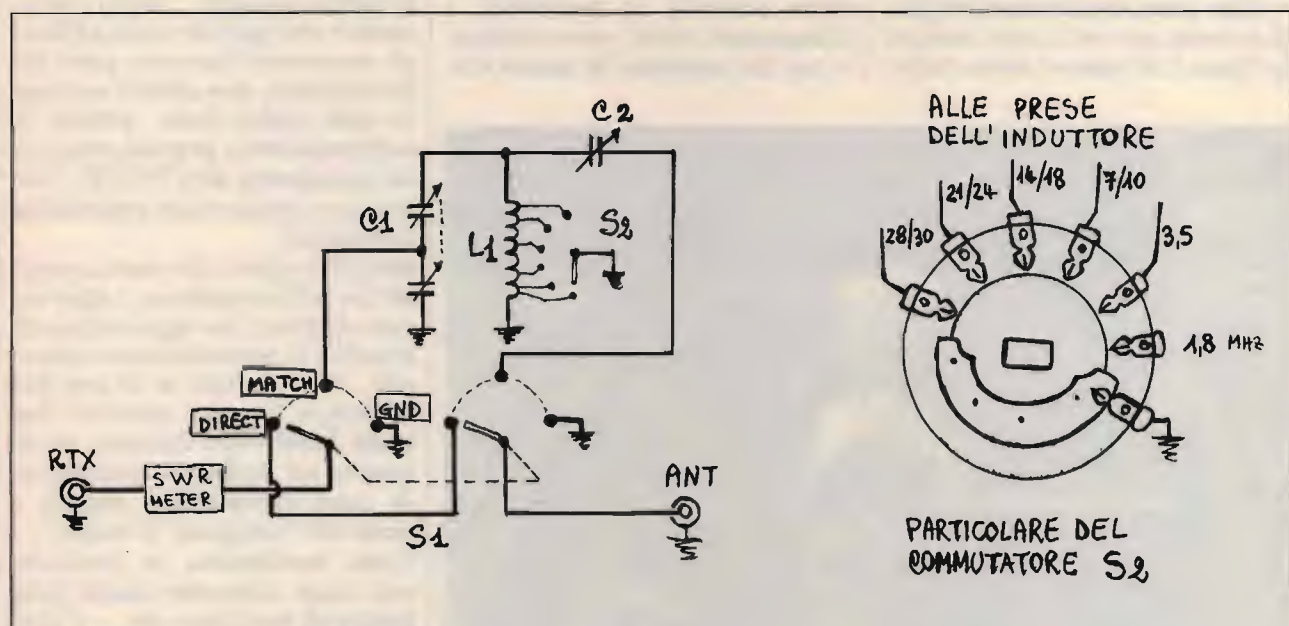 C2
C1
L1
S2
MATCH
GND
DIRECT
RTX
SWR
METER
S1
ANT
ALLE PRESE
DELL'INDUTTORE
28/30
21/24
14/18
7/10
3,5
1,8 MHz
PARTICOLARE DEL
COMMUTATORE S2